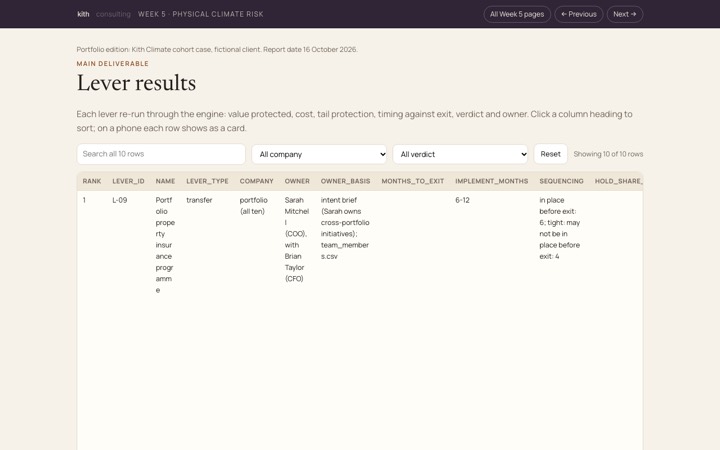 kith consulting WEEK 5 · PHYSICAL CLIMATE RISK All Week 5 pages ← Previous Next →
Portfolio edition: Kith Climate cohort case, fictional client. Report date 16 October 2026.
MAIN DELIVERABLE
Lever results
Each lever re-run through the engine: value protected, cost, tail protection, timing against exit, verdict and owner. Click a column heading to
sort; on a phone each row shows as a card.
Search all 10 rows All company All verdict Reset Showing 10 of 10 rows
RANK LEVER_ID NAME LEVER_TYPE COMPANY OWNER OWNER_BASIS MONTHS_TO_EXIT IMPLEMENT_MONTHS SEQUENCING HOLD_SHARE_
1 L-09 Portf transfer portfolio Sarah intent brief 6-12 in place
olio (all ten) Mitchel (Sarah owns before exit:
prope l cross-portfolio 6; tight: may
rty (COO), initiatives); not be in
insur with team_member place before
ance Brian s.csv exit: 4
progr Taylor
amm (CFO)
e